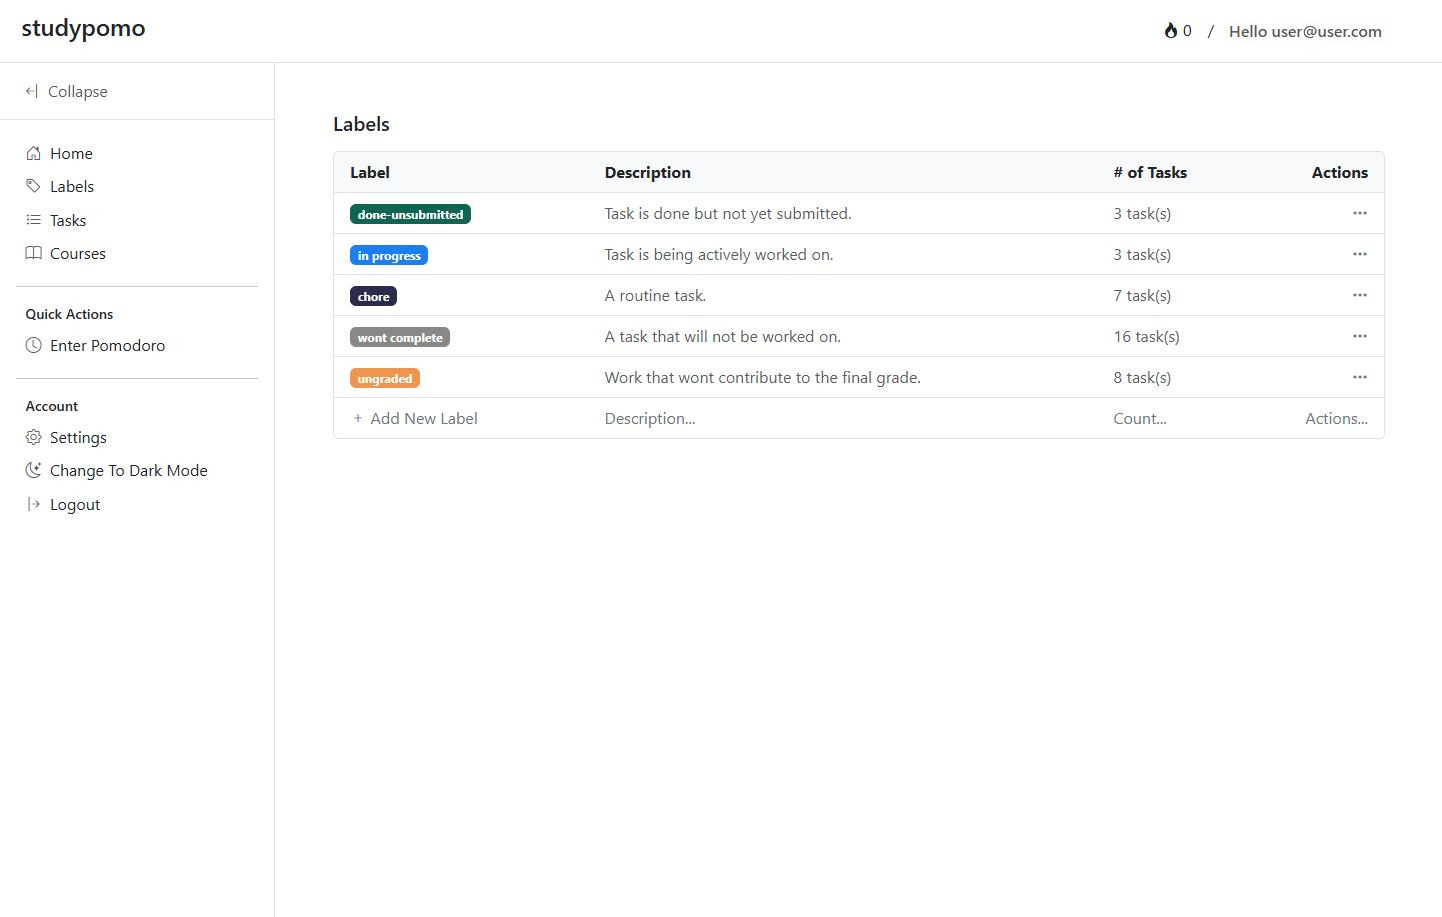 studypomo
0 / Hello user@user.com
Collapse
Home
Labels
Tasks
Courses
Quick Actions
Enter Pomodoro
Account
Settings
Change To Dark Mode
Logout
Labels
Label Description # of Tasks Actions
done-unsubmitted Task is done but not yet submitted. 3 task(s) ...
in progress Task is being actively worked on. 3 task(s) ...
chore A routine task. 7 task(s) ...
wont complete A task that will not be worked on. 16 task(s) ...
ungraded Work that wont contribute to the final grade. 8 task(s) ...
+ Add New Label Description... Count... Actions...